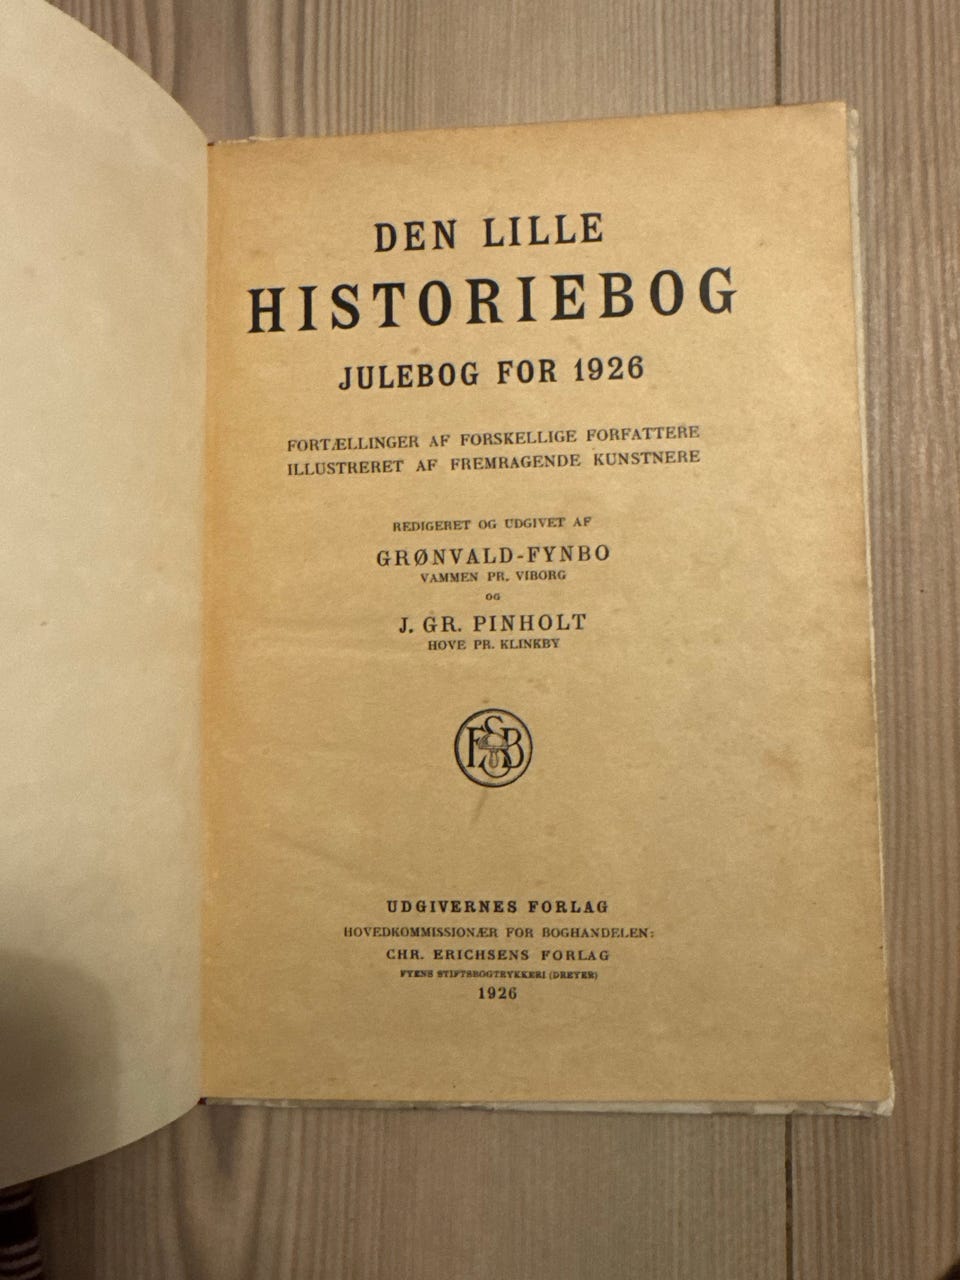 DEN LILLE
HISTORIEBOG
JULEBOG FOR 1926
FORTÆLLINGER AF FORSKELLIGE FORFATTERE
ILLUSTRERET AF FREMRAGENDE KUNSTNERE
REDIGERET OG UDGIVET AF
GRØNVALD-FYNBO
VAMMEN PR. VIBORG
OG
J. GR. PINHOLT
HOVE PR. KLINKBY
FSB
UDGIVERNES FORLAG
HOVEDKOMMISSIONÆR FOR BOGHANDELEN:
CHR. ERICHSENS FORLAG
FYENS STIFTSBOGTRYKKERI (DREYER)
1926